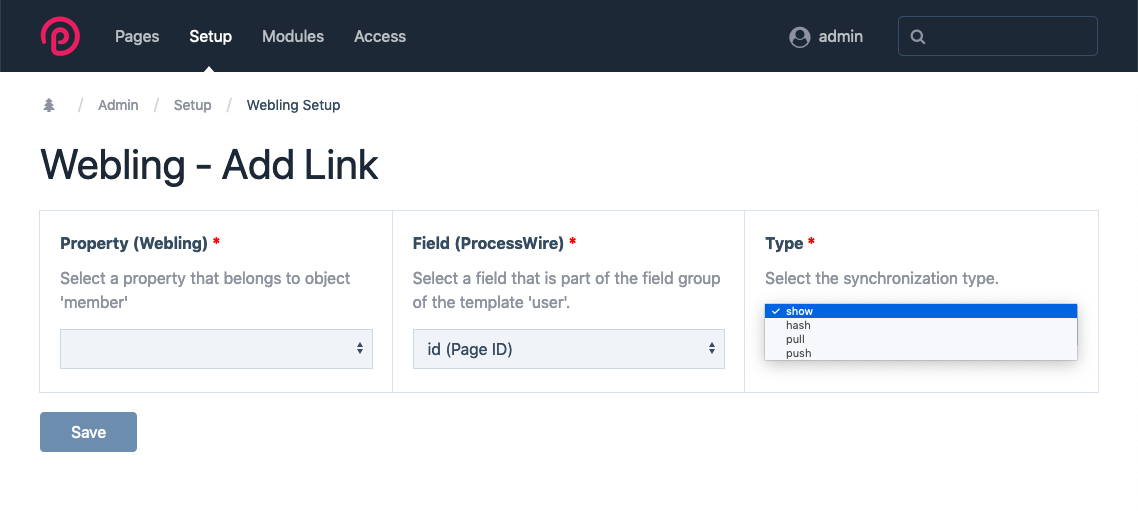 Pages Setup Modules Access admin
/ Admin / Setup / Webling Setup
Webling - Add Link
Property (Webling) *
Select a property that belongs to object
'member'
Field (ProcessWire) *
Select a field that is part of the field group
of the template 'user'.
id (Page ID)
Type *
Select the synchronization type.
✓ show
hash
pull
push
Save